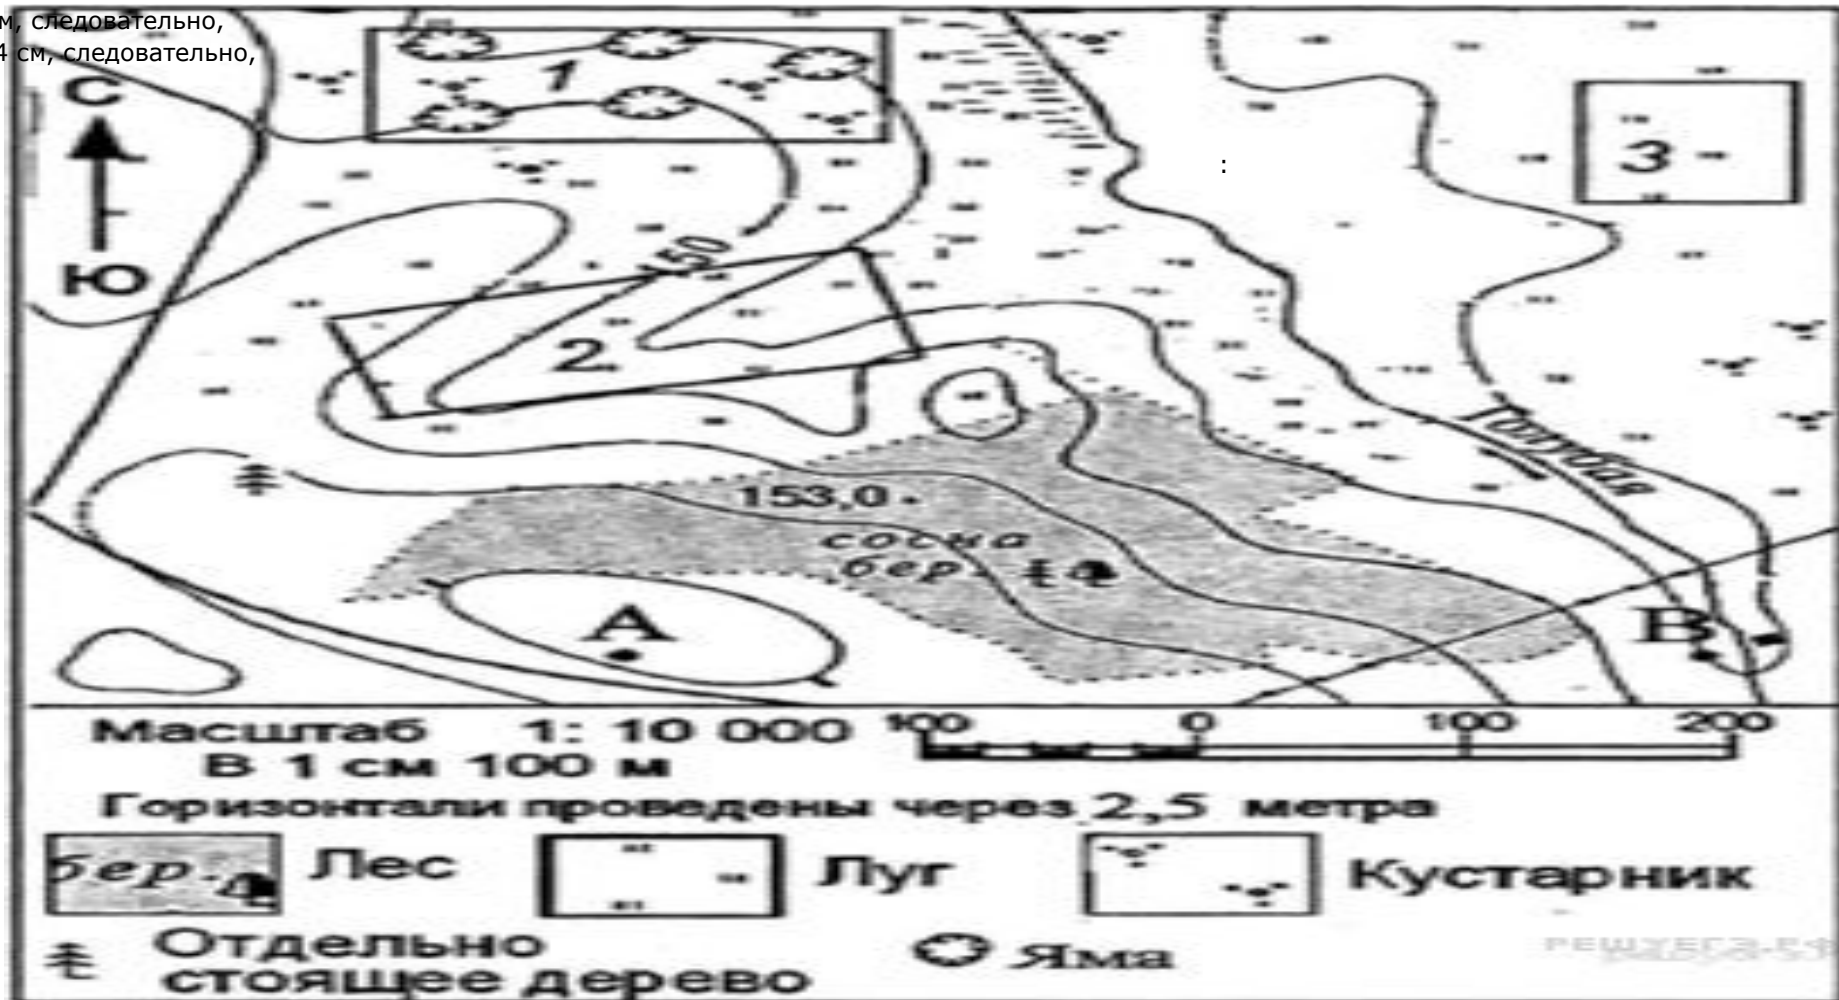 м, следовательно,
4 см, следовательно,
С
1
3
:
Ю
150
2.
Голубая
153,0
сосна
бер.
А
В
Масштаб 1: 10 000
В 1 см 100 м
100 0 100 200
Горизонтали проведены через 2,5 метра
бер. Лес
Луг
Кустарник
Отдельно
стоящее дерево
Яма